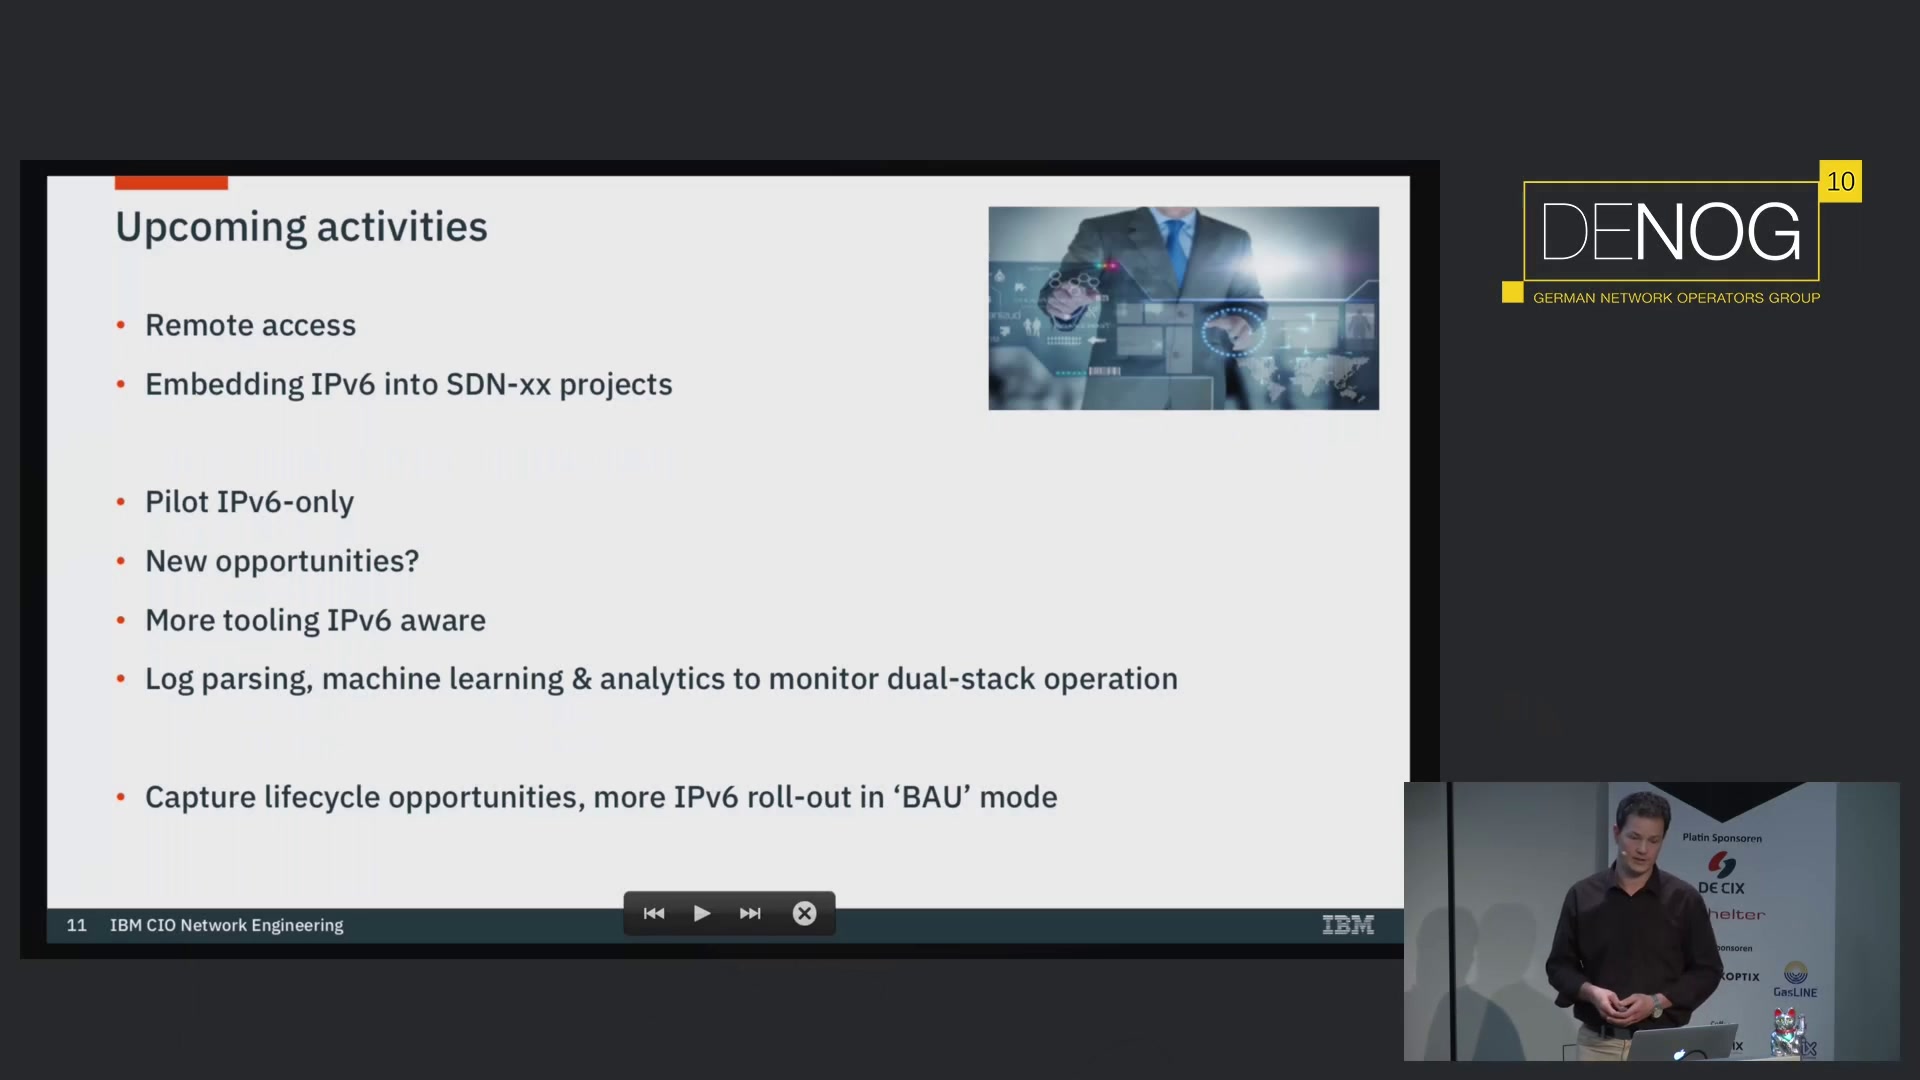 Upcoming activities
• Remote access
• Embedding IPv6 into SDN-xx projects
• Pilot IPv6-only
• New opportunities?
• More tooling IPv6 aware
• Log parsing, machine learning & analytics to monitor dual-stack operation
• Capture lifecycle opportunities, more IPv6 roll-out in ‘BAU’ mode
11 IBM CIO Network Engineering
IBM
10
DENOG
GERMAN NETWORK OPERATORS GROUP
Platin Sponsoren
DE CIX
helter
onsoren
OPTIX
GasLINE
IX